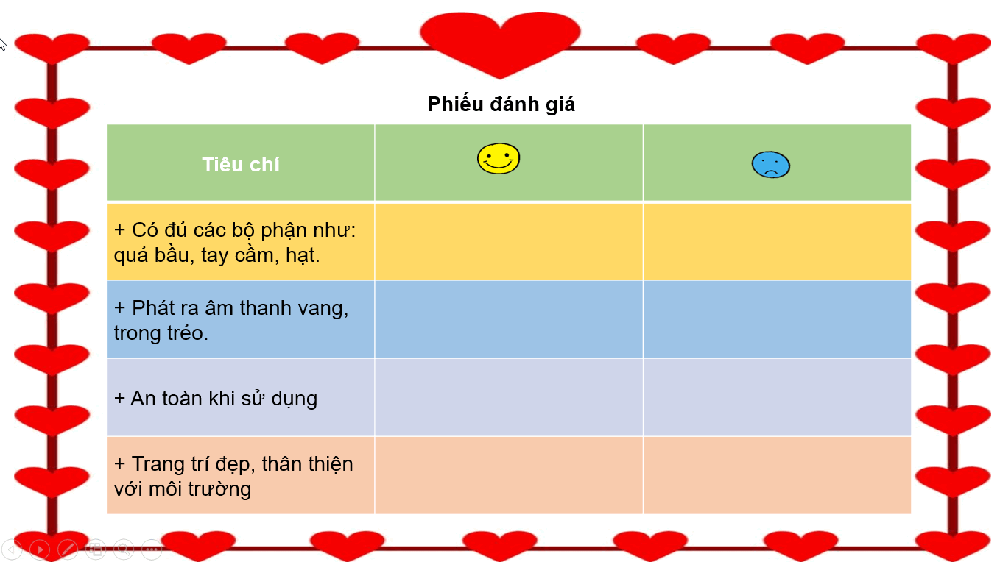 Phiếu đánh giá
Tiêu chí
+ Có đủ các bộ phận như:
quả bầu, tay cầm, hạt.
+ Phát ra âm thanh vang,
trong trẻo.
+ An toàn khi sử dụng
+ Trang trí đẹp, thân thiện
với môi trường